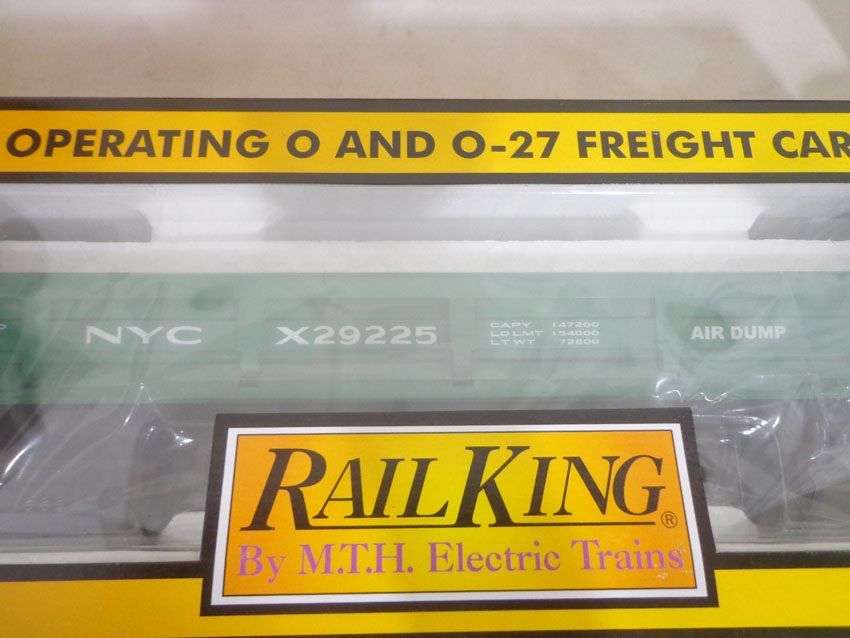 OPERATING O AND O-27 FREIGHT CAR
NYC
X29225
CAPY 147200
LD LMT 154000
LT WT 72800
AIR DUMP
RAILKING®
By M.T.H. Electric Trains